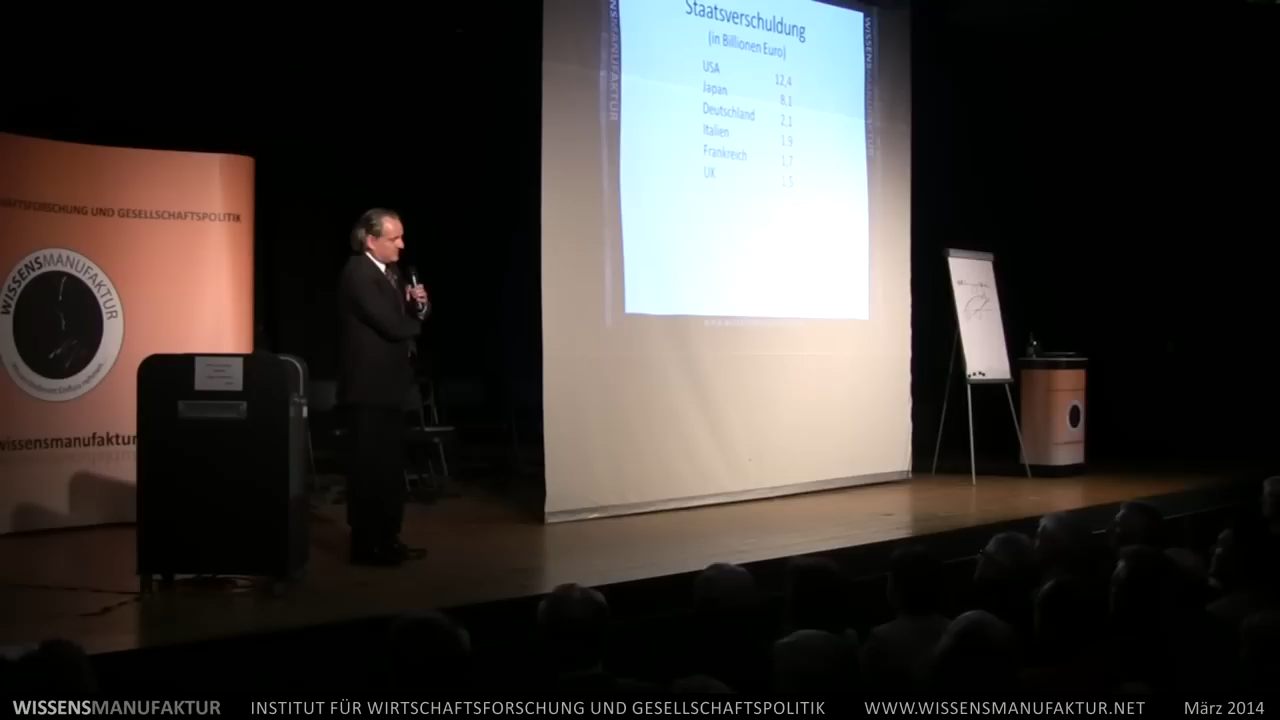 Staatsverschuldung
(in Billionen Euro)
USA 12,4
Japan 8,1
Deutschland 2,1
Italien 1,9
Frankreich 1,7
UK 1,5
WISSENSMANUFAKTUR
UND GESELLSCHAFTSPOLITIK
WISSENSMANUFAKTUR
wissensmanufaktur
WISSENSMANUFAKTUR INSTITUT FÜR WIRTSCHAFTSFORSCHUNG UND GESELLSCHAFTSPOLITIK WWW.WISSENSMANUFAKTUR.NET März 2014